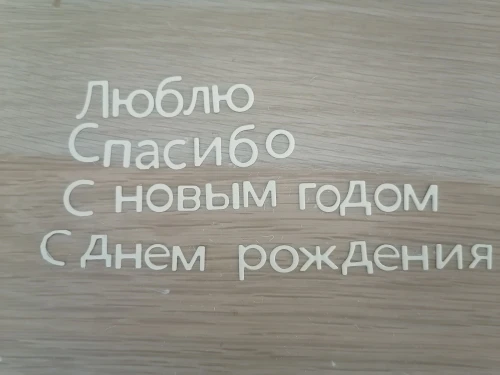 Люблю
Спасибо
С новым годом
С днем рождения